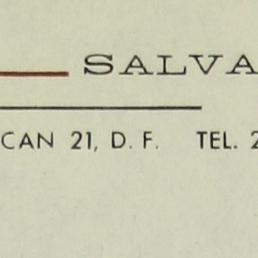 SALVA
CAN 21, D. F. TEL. 2